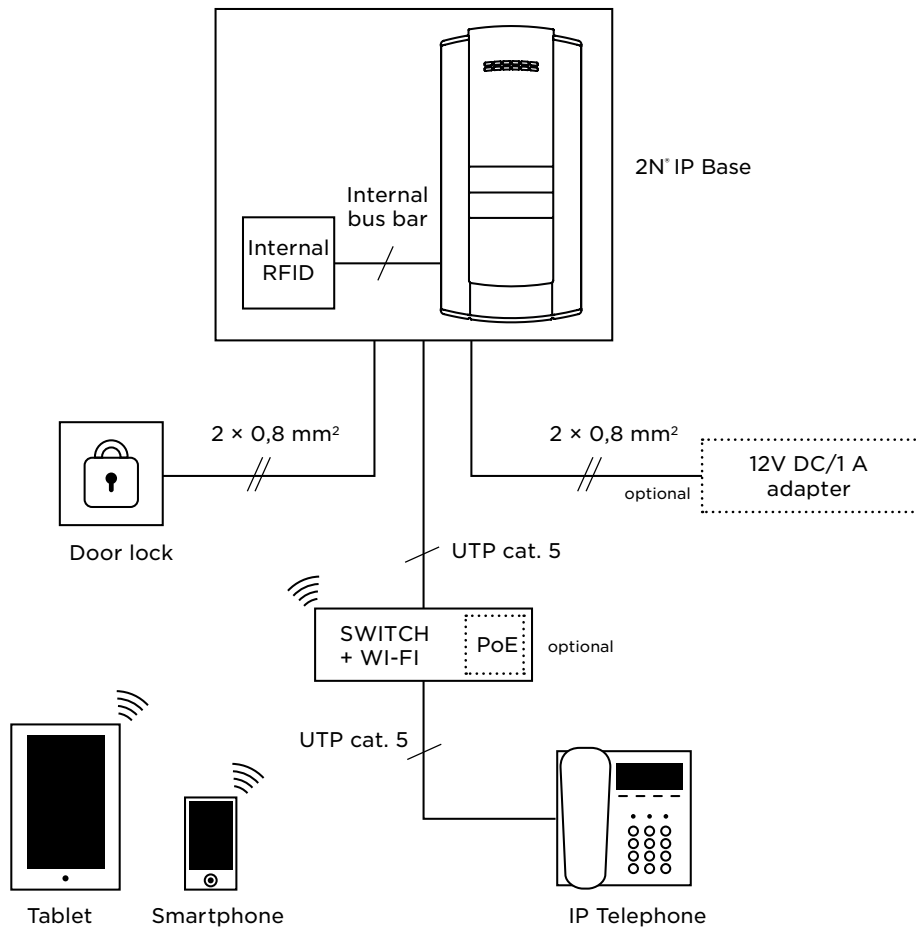 2N® IP Base
Internal
bus bar
Internal
RFID
2 × 0,8 mm²
2 × 0,8 mm²
12V DC/1 A
adapter
optional
Door lock
UTP cat. 5
SWITCH
+ WI-FI
PoE
optional
UTP cat. 5
Tablet
Smartphone
IP Telephone